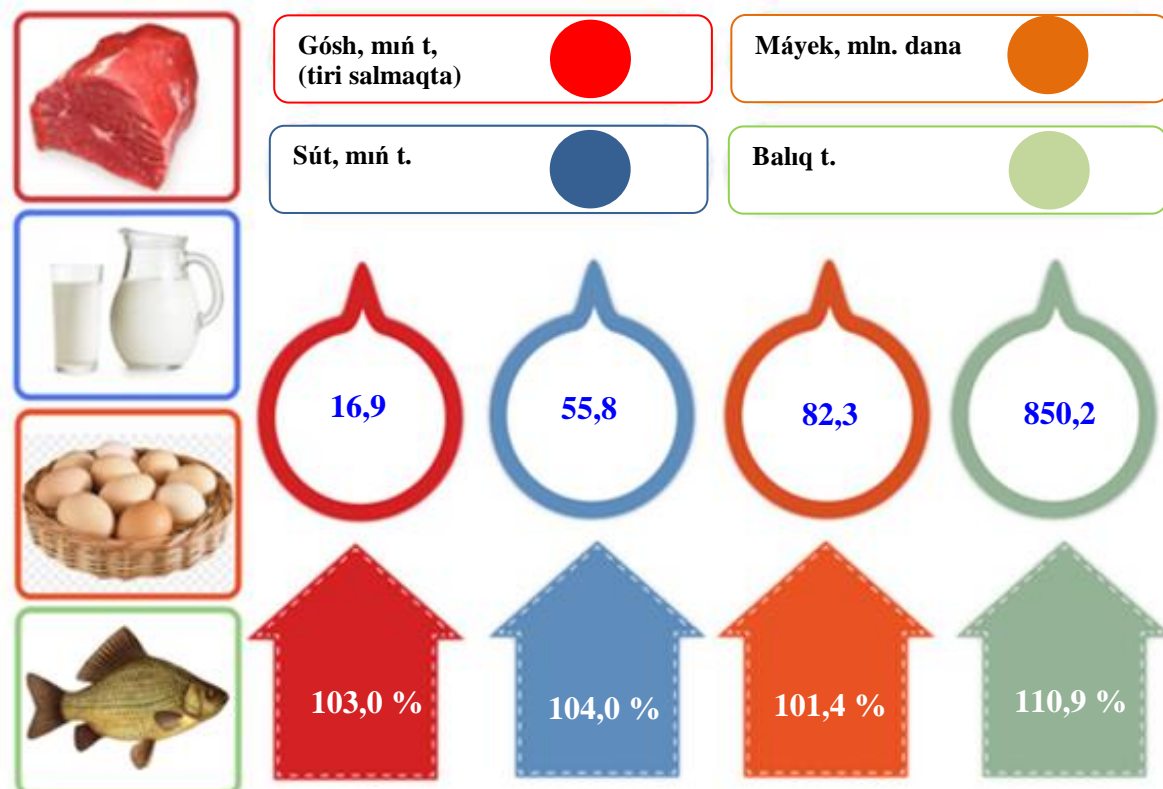 Gósh, mıń t,
(tiri salmaqta)
Máyek, mln. dana
Sút, mıń t.
Balıq t.
16,9
55,8
82,3
850,2
103,0 %
104,0 %
101,4 %
110,9 %